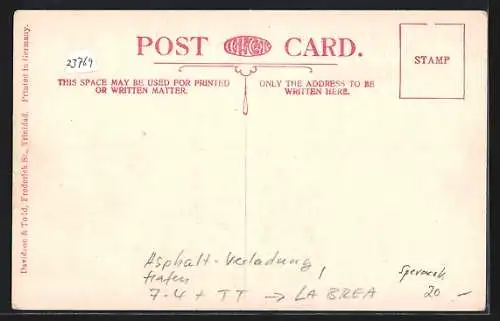 23769
POST CARD.
STAMP
THIS SPACE MAY BE USED FOR PRINTED
OR WRITTEN MATTER.
ONLY THE ADDRESS TO BE
WRITTEN HERE.
Davidson & Todd, Frederick St., Trinidad. Printed in Germany.
Asphalt-Verladung,
Hafen
7-4 + TT → LA BREA
20.-